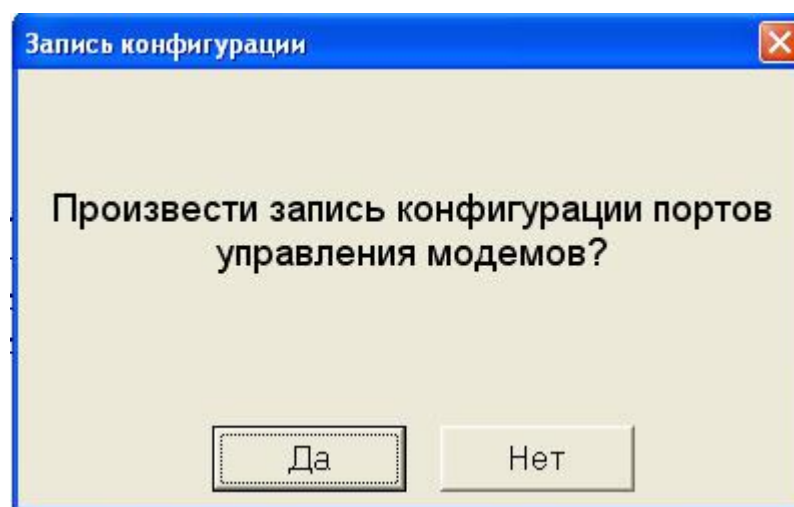 Запись конфигурации
Произвести запись конфигурации портов
управления модемов?
Да
Нет